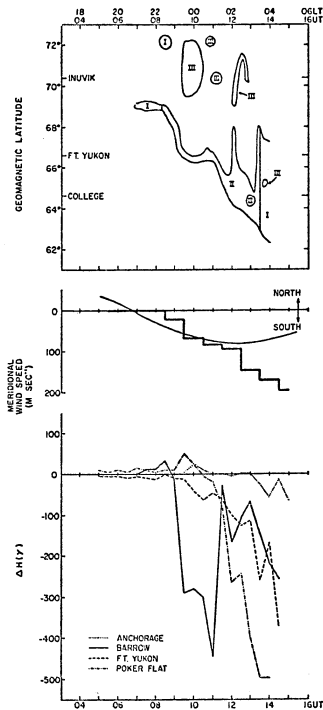 18 20 22 00 02 04 06GLT
04 06 08 10 12 14 16UT
GEOMAGNETIC LATITUDE
72°
INUVIK
70°
68°
FT. YUKON
66°
COLLEGE
64°
62°
I
III
III
III
III
I
II
III
III
I
MERIDIONAL
WIND SPEED
(M SEC⁻¹)
0
100
200
NORTH
SOUTH
ΔH(γ)
100
0
-100
-200
-300
-400
-500
ANCHORAGE
BARROW
FT. YUKON
POKER FLAT
04 06 08 10 12 14 16UT